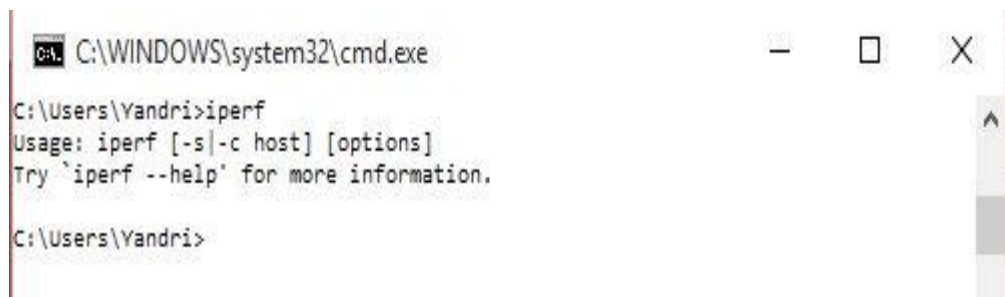 C:\WINDOWS\system32\cmd.exe
C:\Users\Yandri>iperf
Usage: iperf [-s|-c host] [options]
Try `iperf --help' for more information.
C:\Users\Yandri>